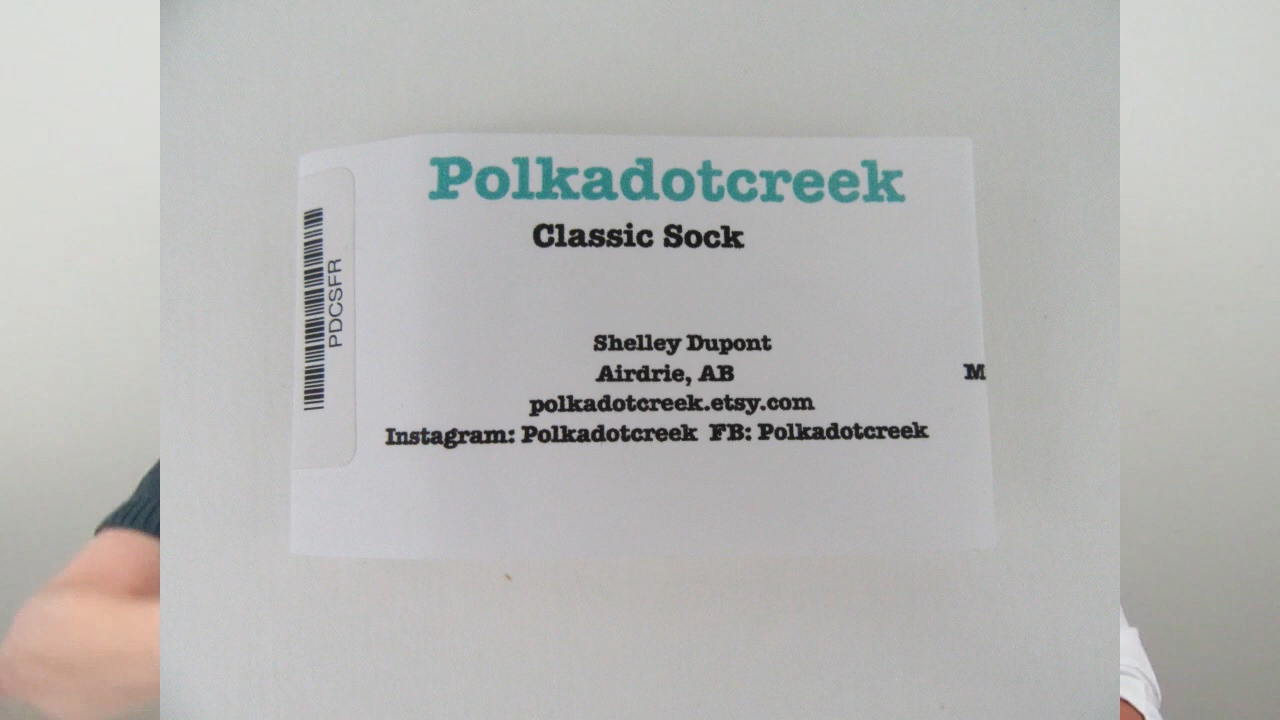 Polkadotcreek
Classic Sock
PDCSFR
Shelley Dupont
Airdrie, AB
M
polkadotcreek.etsy.com
Instagram: Polkadotcreek FB: Polkadotcreek